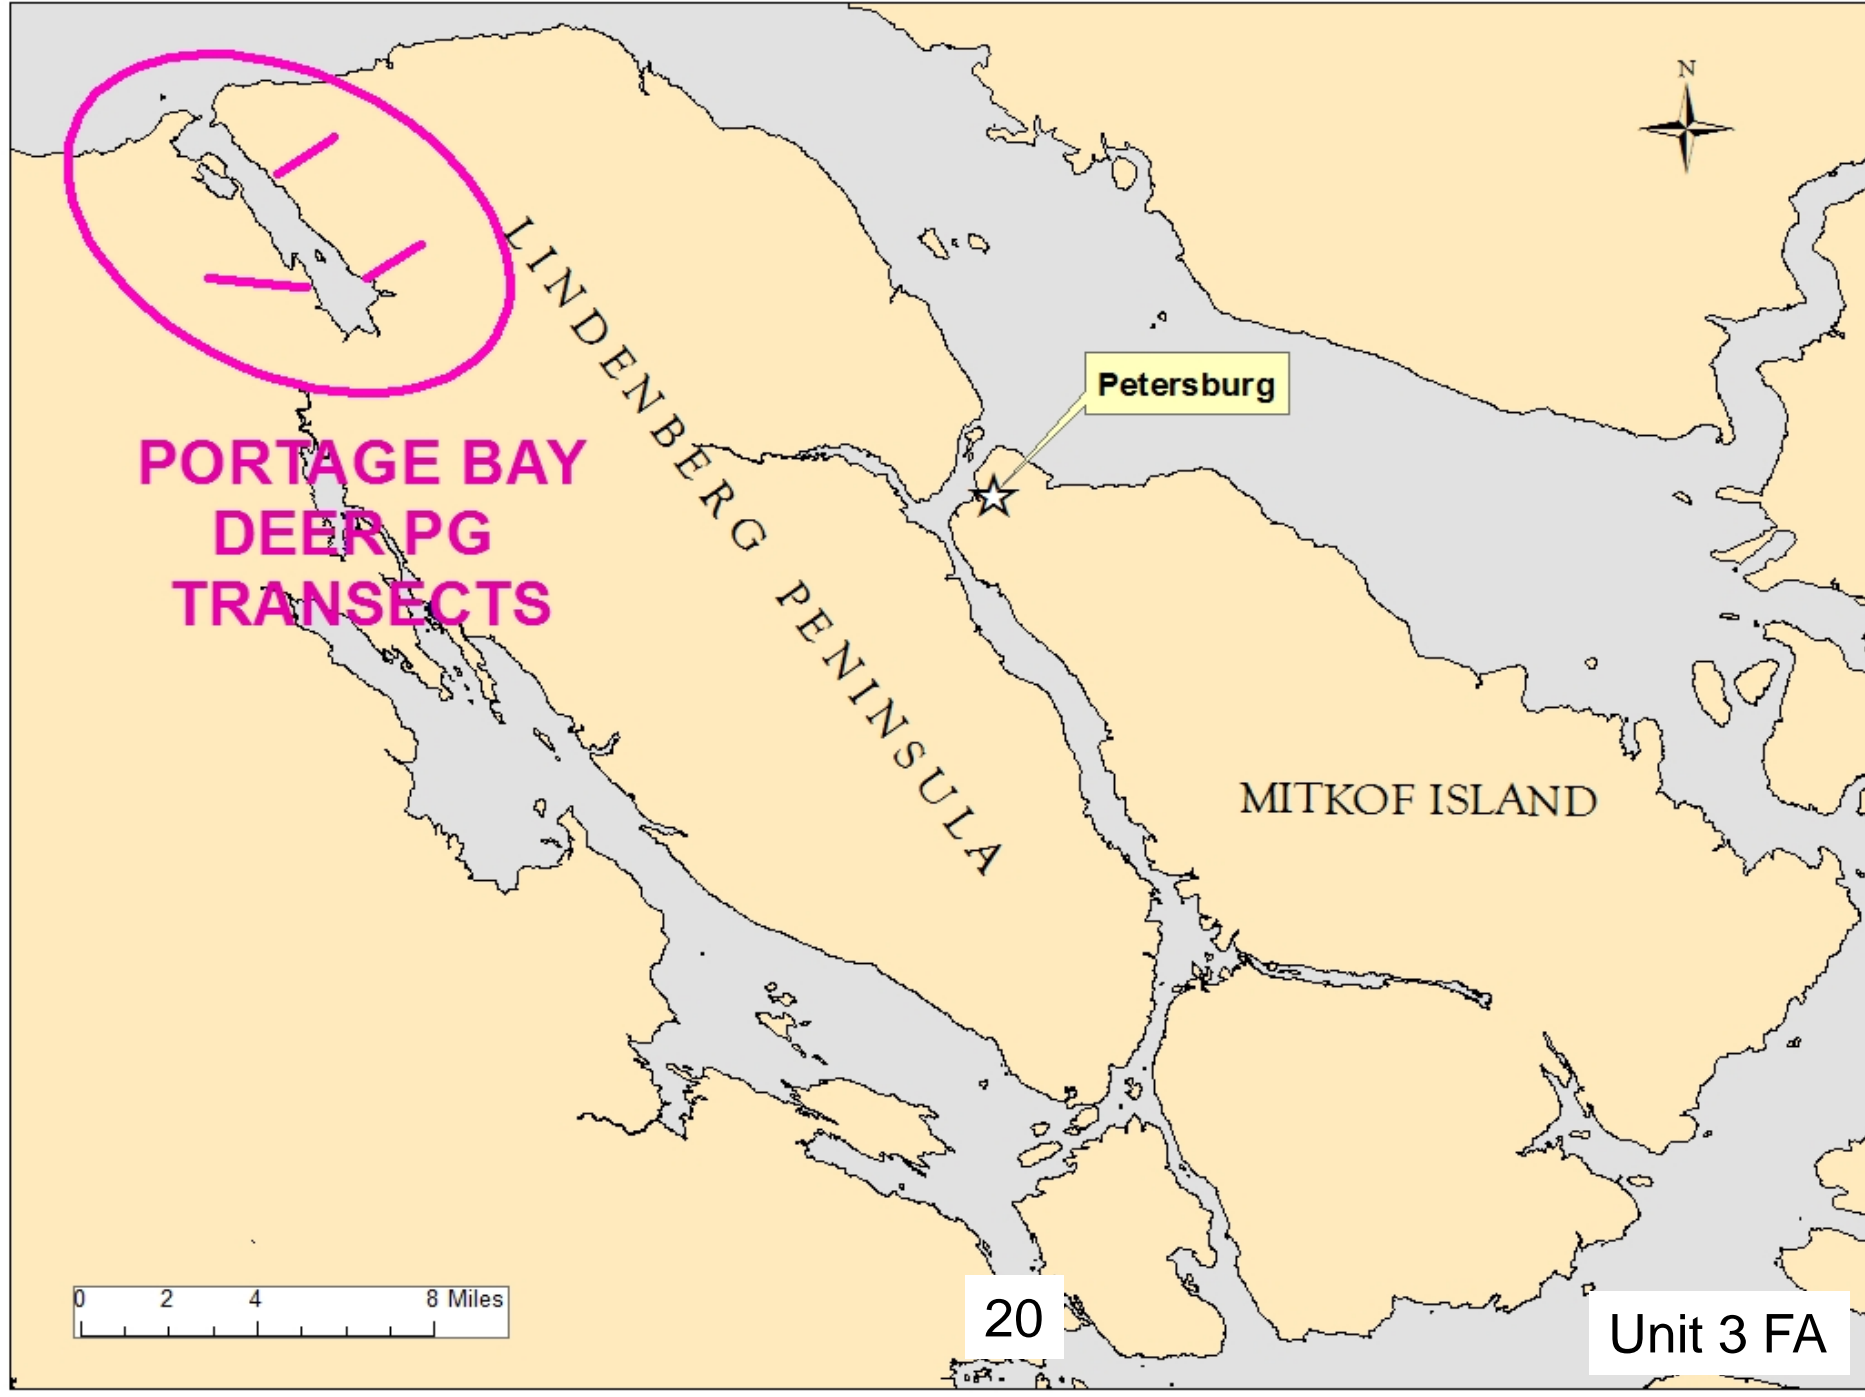 N
LINDENBERG PENINSULA
Petersburg
PORTAGE BAY
DEER PG
TRANSECTS
MITKOF ISLAND
0 2 4 8 Miles
20
Unit 3 FA